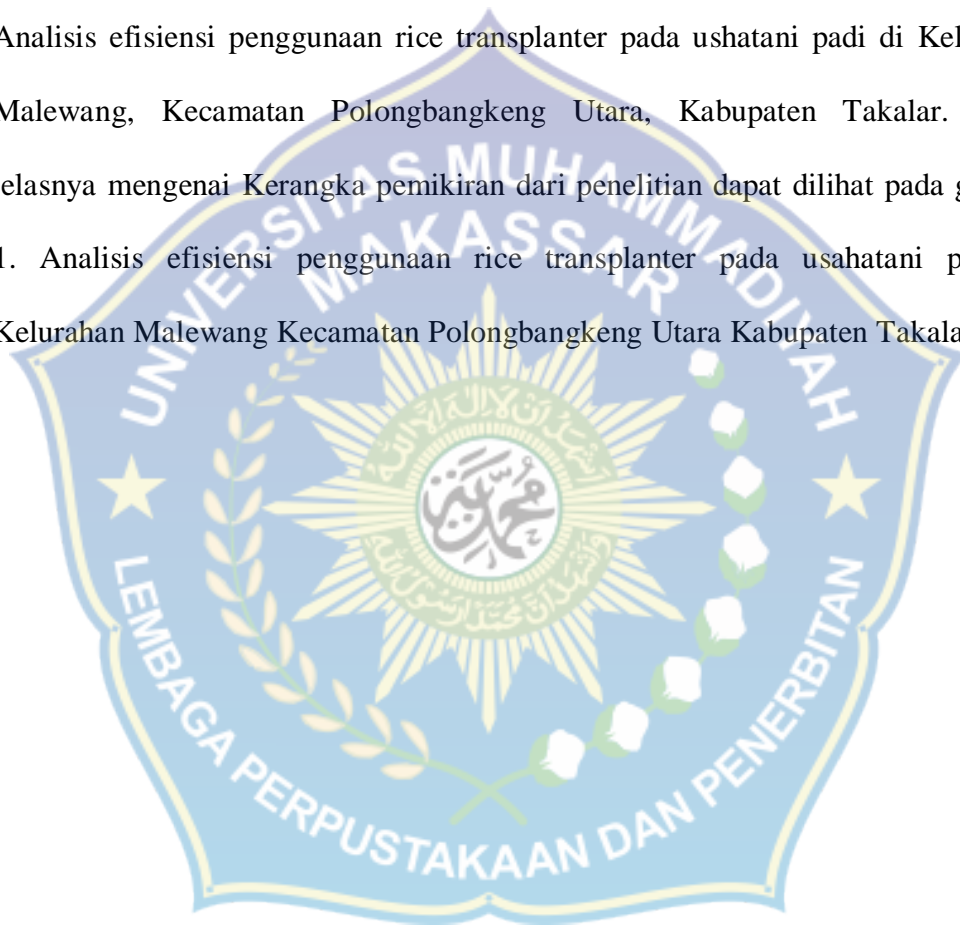 Analisis efisiensi penggunaan rice transplanter pada ushatani padi di Kel
Malewang, Kecamatan Polongbangkeng Utara, Kabupaten Takalar.
elasnya mengenai Kerangka pemikiran dari penelitian dapat dilihat pada g
1. Analisis efisiensi penggunaan rice transplanter pada usahatani p
Kelurahan Malewang Kecamatan Polongbangkeng Utara Kabupaten Takala
UNIVERSITAS MUHAMMADIYAH
MAKASSAR
LEMBAGA PERPUSTAKAAN DAN PENERBITAN